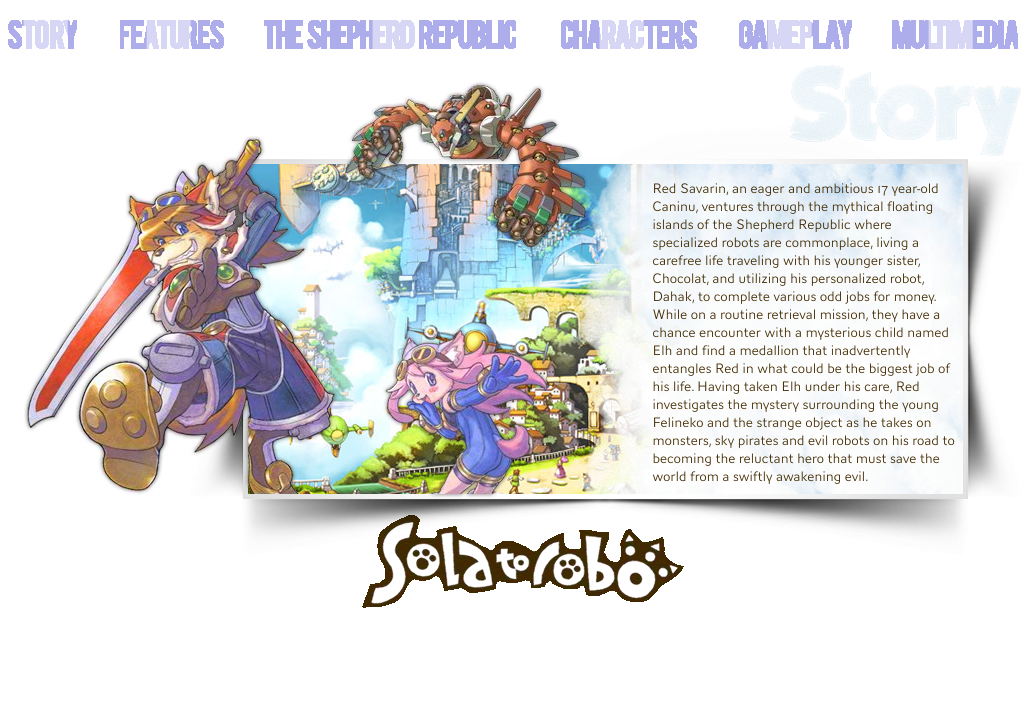 STORY FEATURES THE SHEPHERD REPUBLIC CHARACTERS GAMEPLAY MULTIMEDIA
Story
Red Savarin, an eager and ambitious 17 year-old
Caninu, ventures through the mythical floating
islands of the Shepherd Republic where
specialized robots are commonplace, living a
carefree life traveling with his younger sister,
Chocolat, and utilizing his personalized robot,
Dahak, to complete various odd jobs for money.
While on a routine retrieval mission, they have a
chance encounter with a mysterious child named
Elh and find a medallion that inadvertently
entangles Red in what could be the biggest job of
his life. Having taken Elh under his care, Red
investigates the mystery surrounding the young
Felineko and the strange object as he takes on
monsters, sky pirates and evil robots on his road to
becoming the reluctant hero that must save the
world from a swiftly awakening evil.
Solatorobo